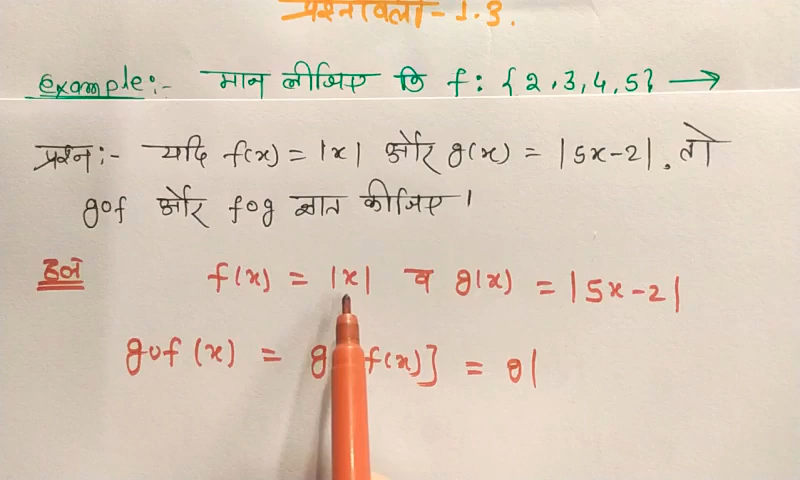 प्रश्नावली - 1.3.
Example:- मान लीजिए कि f: {2,3,4,5} →
प्रश्न:- यदि f(x) = |x| और g(x) = |5x-2|, तो
gof और fog ज्ञात कीजिए।
हल f(x) = |x| व g(x) = |5x-2|
gof(x) = g f(x)] = g|